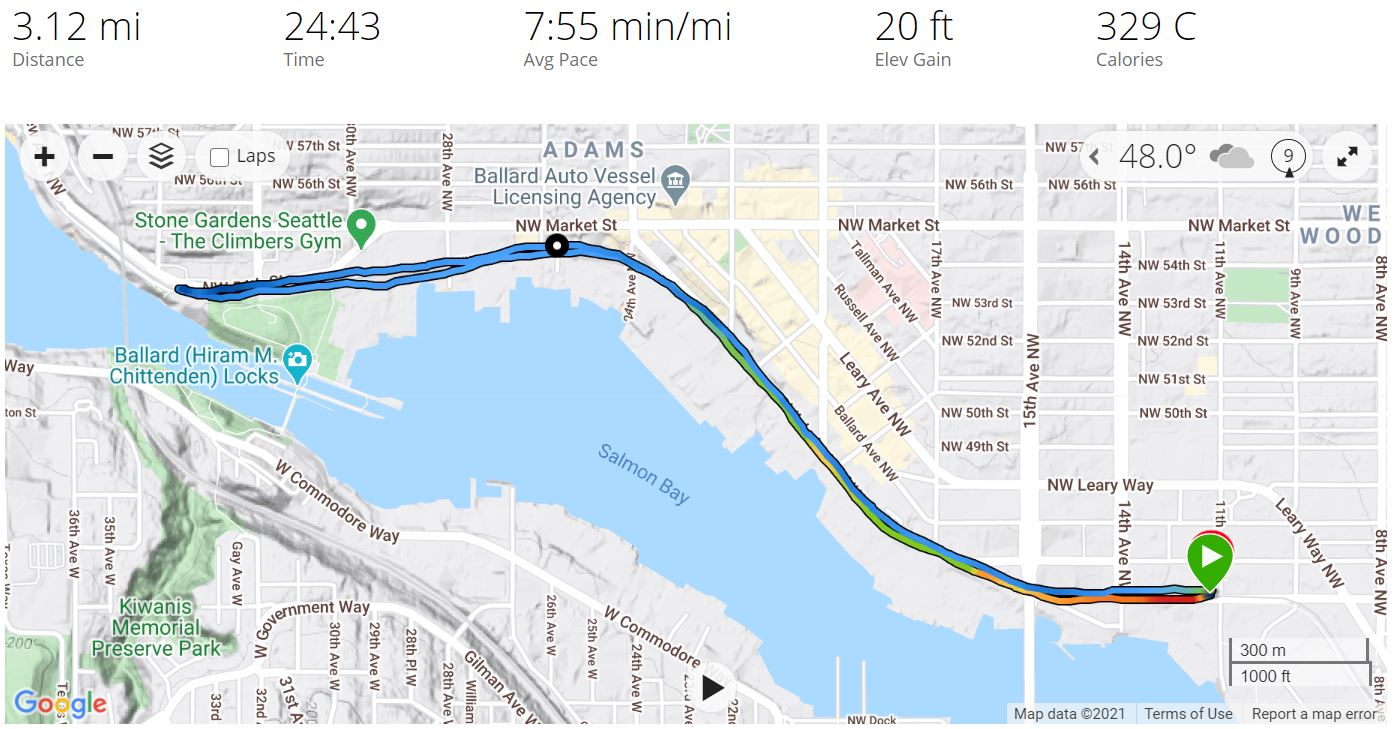 3.12 mi
Distance
24:43
Time
7:55 min/mi
Avg Pace
20 ft
Elev Gain
329 C
Calories
NW 57th St
NW 57th St
30th Ave NW
28th Ave NW
Laps
NW 56th St
NW 56th St
ADAMS
Ballard Auto Vessel
Licensing Agency
NW 57
48.0°
9
NW 56th St
NW 56th St
Stone Gardens Seattle
- The Climbers Gym
NW Market St
NW Market St
NW Market St
WE
WOOD
Tallman Ave NW
17th Ave NW
14th Ave NW
NW 54th St
11th Ave NW
9th Ave NW
8th Ave NW
24th Ave
Russell Ave NW
NW 53rd St
NW 53rd St
NW 52nd St
NW 52nd St
Ballard (Hiram M.
Chittenden) Locks
Way
ton St
Leary Ave NW
15th Ave NW
NW 51st St
NW 50th St
NW 50th St
Ballard Ave NW
NW 49th St
Salmon Bay
W Commodore Way
NW Leary Way
Leary Way NW
14th Ave NW
11th
8th Ave NW
36th Ave W
35th Ave W
Gay Ave W
Kiwanis
Memorial
Preserve Park
W Government Way
30th Ave W
29th Ave W
28th Pl W
28th Ave W
26th Ave W
25th Ave W
24th Ave W
W Commodore
Gilman Ave W
William
200'
200
33rd
32nd
31st A
22nd
NW Dock
300 m
1000 ft
Google
Map data ©2021
Terms of Use
Report a map error